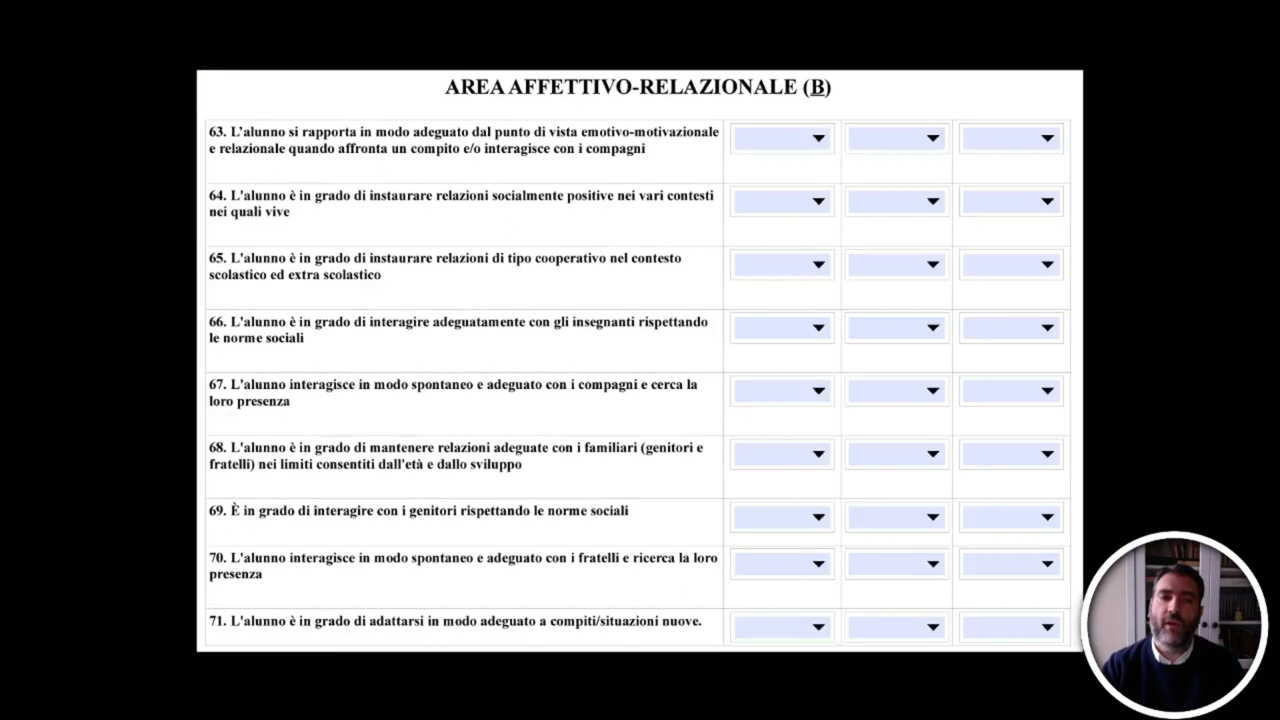 AREA AFFETTIVO-RELAZIONALE (B)
63. L’alunno si rapporta in modo adeguato dal punto di vista emotivo-motivazionale
e relazionale quando affronta un compito e/o interagisce con i compagni
64. L'alunno è in grado di instaurare relazioni socialmente positive nei vari contesti
nei quali vive
65. L'alunno è in grado di instaurare relazioni di tipo cooperativo nel contesto
scolastico ed extra scolastico
66. L'alunno è in grado di interagire adeguatamente con gli insegnanti rispettando
le norme sociali
67. L'alunno interagisce in modo spontaneo e adeguato con i compagni e cerca la
loro presenza
68. L'alunno è in grado di mantenere relazioni adeguate con i familiari (genitori e
fratelli) nei limiti consentiti dall'età e dallo sviluppo
69. È in grado di interagire con i genitori rispettando le norme sociali
70. L'alunno interagisce in modo spontaneo e adeguato con i fratelli e ricerca la loro
presenza
71. L'alunno è in grado di adattarsi in modo adeguato a compiti/situazioni nuove.